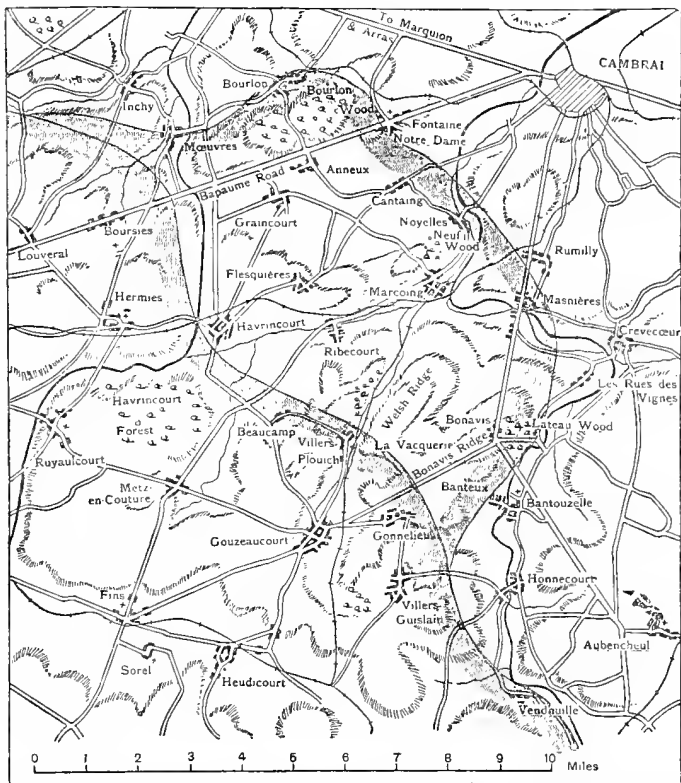 To Marquion
& Arras
CAMBRAI
Bourlon
Bourlon
Wood
Inchy
Fontaine
Notre Dame
Mœuvres
Anneux
Bapaume Road
Cantaing
Graincourt
Noyelles
Boursies
Neuf
Wood
Louveral
Rumilly
Flesquières
Marcoing
Masnières
Hermies
Havrincourt
Crevecœur
Ribecourt
Les Rues des
Vignes
Havrincourt
Forest
Welsh Ridge
Bonavis
Lateau Wood
Beaucamp
Villers
Plouich
La Vacquerie
Bonavis Ridge
Ruyaulcourt
Metz
en-Couture
Banteux
Bantouzelle
Gouzeaucourt
Gonnelieu
Honnecourt
Fins
Villers
Guislain
Aubencheul
Sorel
Heudicourt
Vendhuille
0 1 2 3 4 5 6 7 8 9 10 Miles